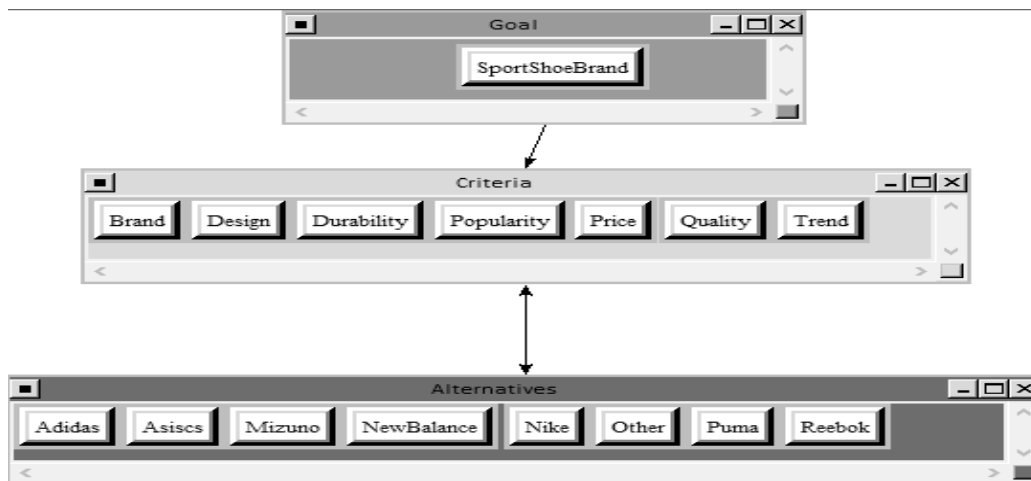 Goal
SportShoeBrand
Criteria
Brand Design Durability Popularity Price Quality Trend
Alternatives
Adidas Asiscs Mizuno NewBalance Nike Other Puma Reebok